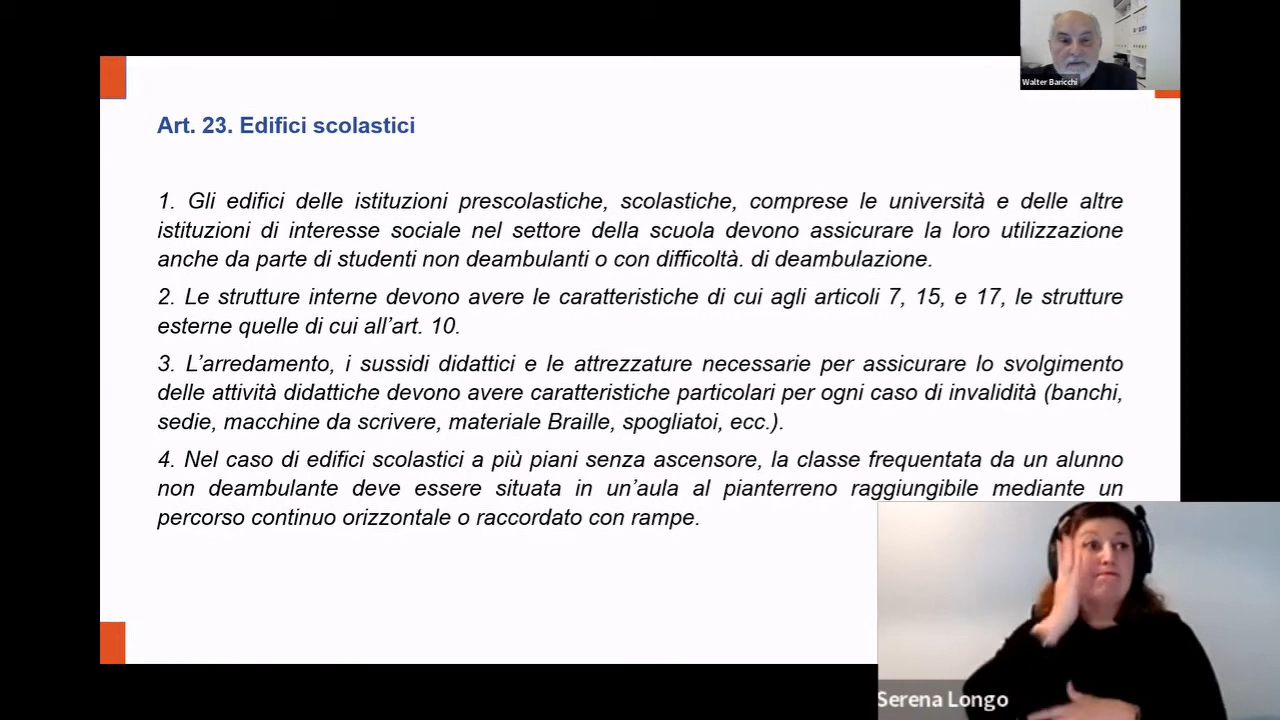 Walter Baricchi
Art. 23. Edifici scolastici
1. Gli edifici delle istituzioni prescolastiche, scolastiche, comprese le università e delle altre
istituzioni di interesse sociale nel settore della scuola devono assicurare la loro utilizzazione
anche da parte di studenti non deambulanti o con difficoltà. di deambulazione.
2. Le strutture interne devono avere le caratteristiche di cui agli articoli 7, 15, e 17, le strutture
esterne quelle di cui all'art. 10.
3. L'arredamento, i sussidi didattici e le attrezzature necessarie per assicurare lo svolgimento
delle attività didattiche devono avere caratteristiche particolari per ogni caso di invalidità (banchi,
sedie, macchine da scrivere, materiale Braille, spogliatoi, ecc.).
4. Nel caso di edifici scolastici a più piani senza ascensore, la classe frequentata da un alunno
non deambulante deve essere situata in un'aula al pianterreno raggiungibile mediante un
percorso continuo orizzontale o raccordato con rampe.
Serena Longo